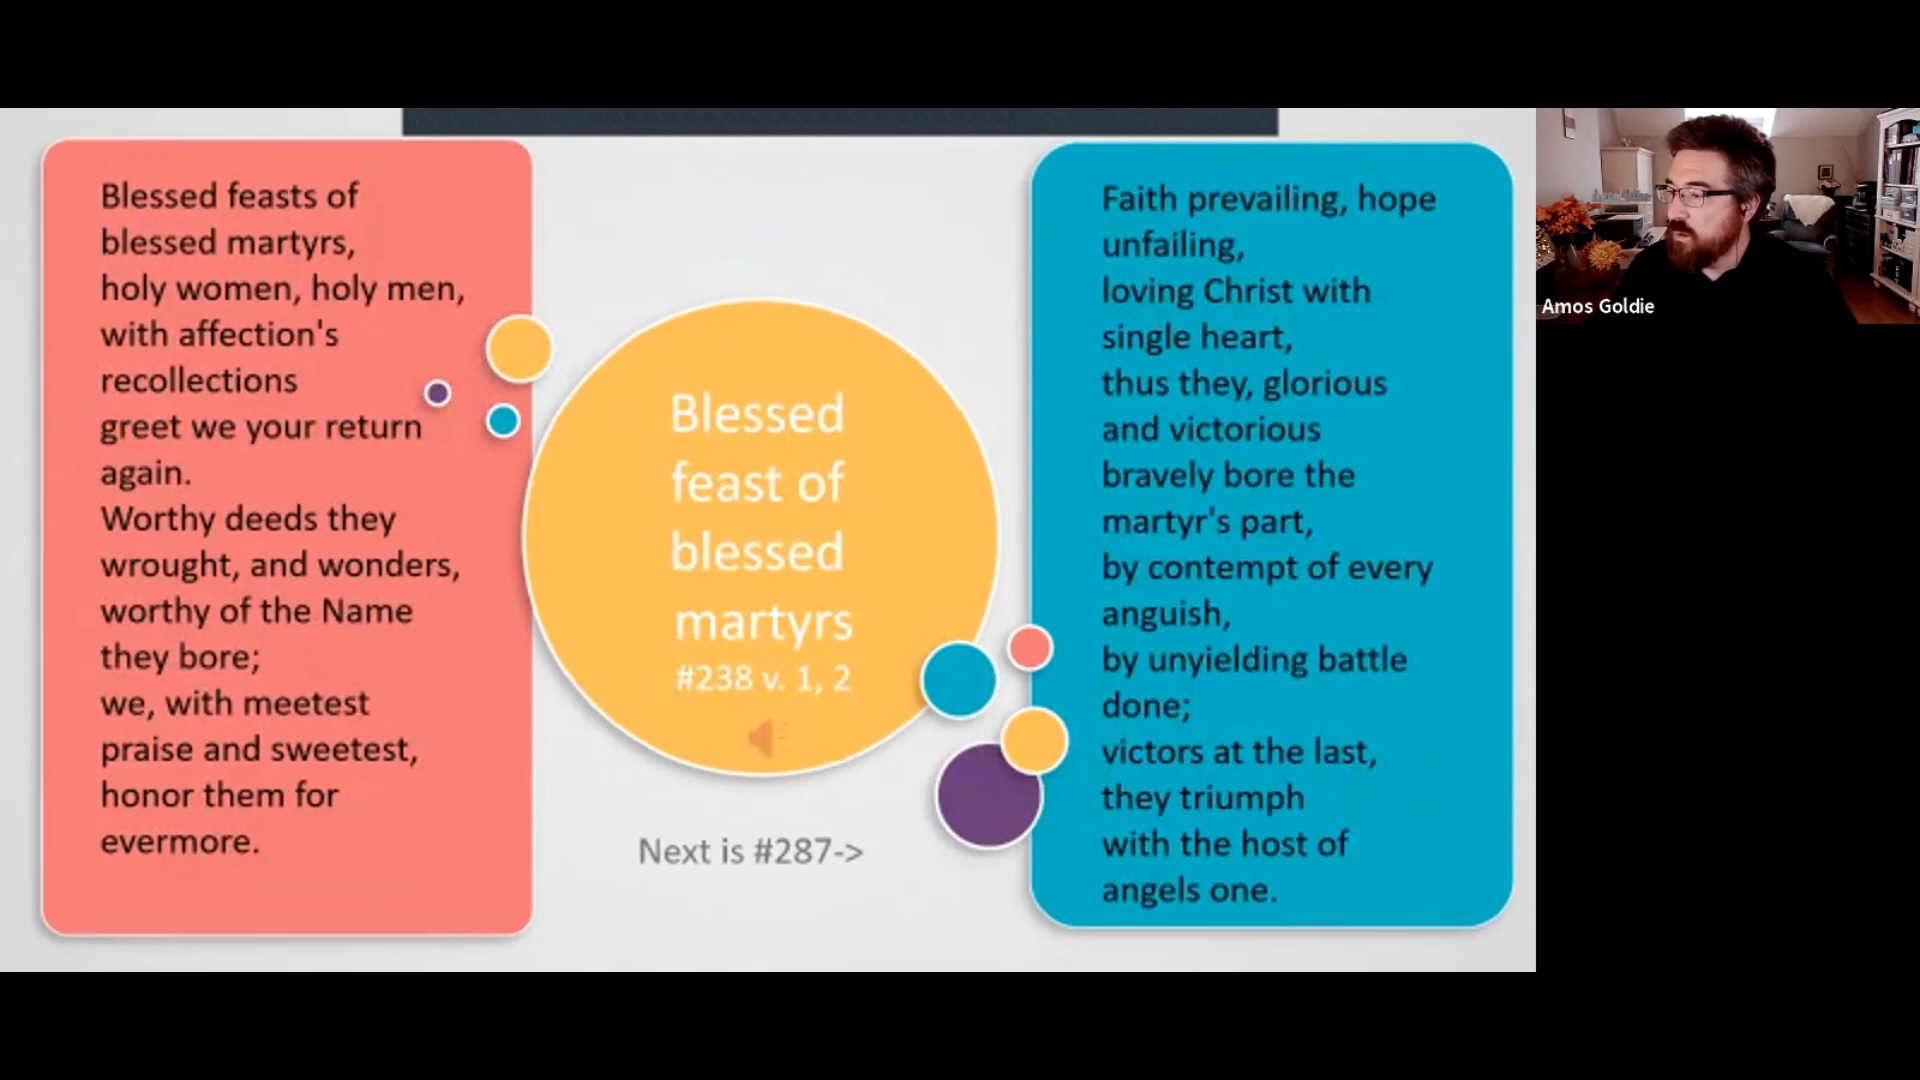 Blessed feasts of
blessed martyrs,
holy women, holy men,
with affection's
recollections
greet we your return
again.
Worthy deeds they
wrought, and wonders,
worthy of the Name
they bore;
we, with meetest
praise and sweetest,
honor them for
evermore.
Blessed
feast of
blessed
martyrs
#238 v. 1, 2
Next is #287->
Faith prevailing, hope
unfailing,
loving Christ with
single heart,
thus they, glorious
and victorious
bravely bore the
martyr's part,
by contempt of every
anguish,
by unyielding battle
done;
victors at the last,
they triumph
with the host of
angels one.
Amos Goldie